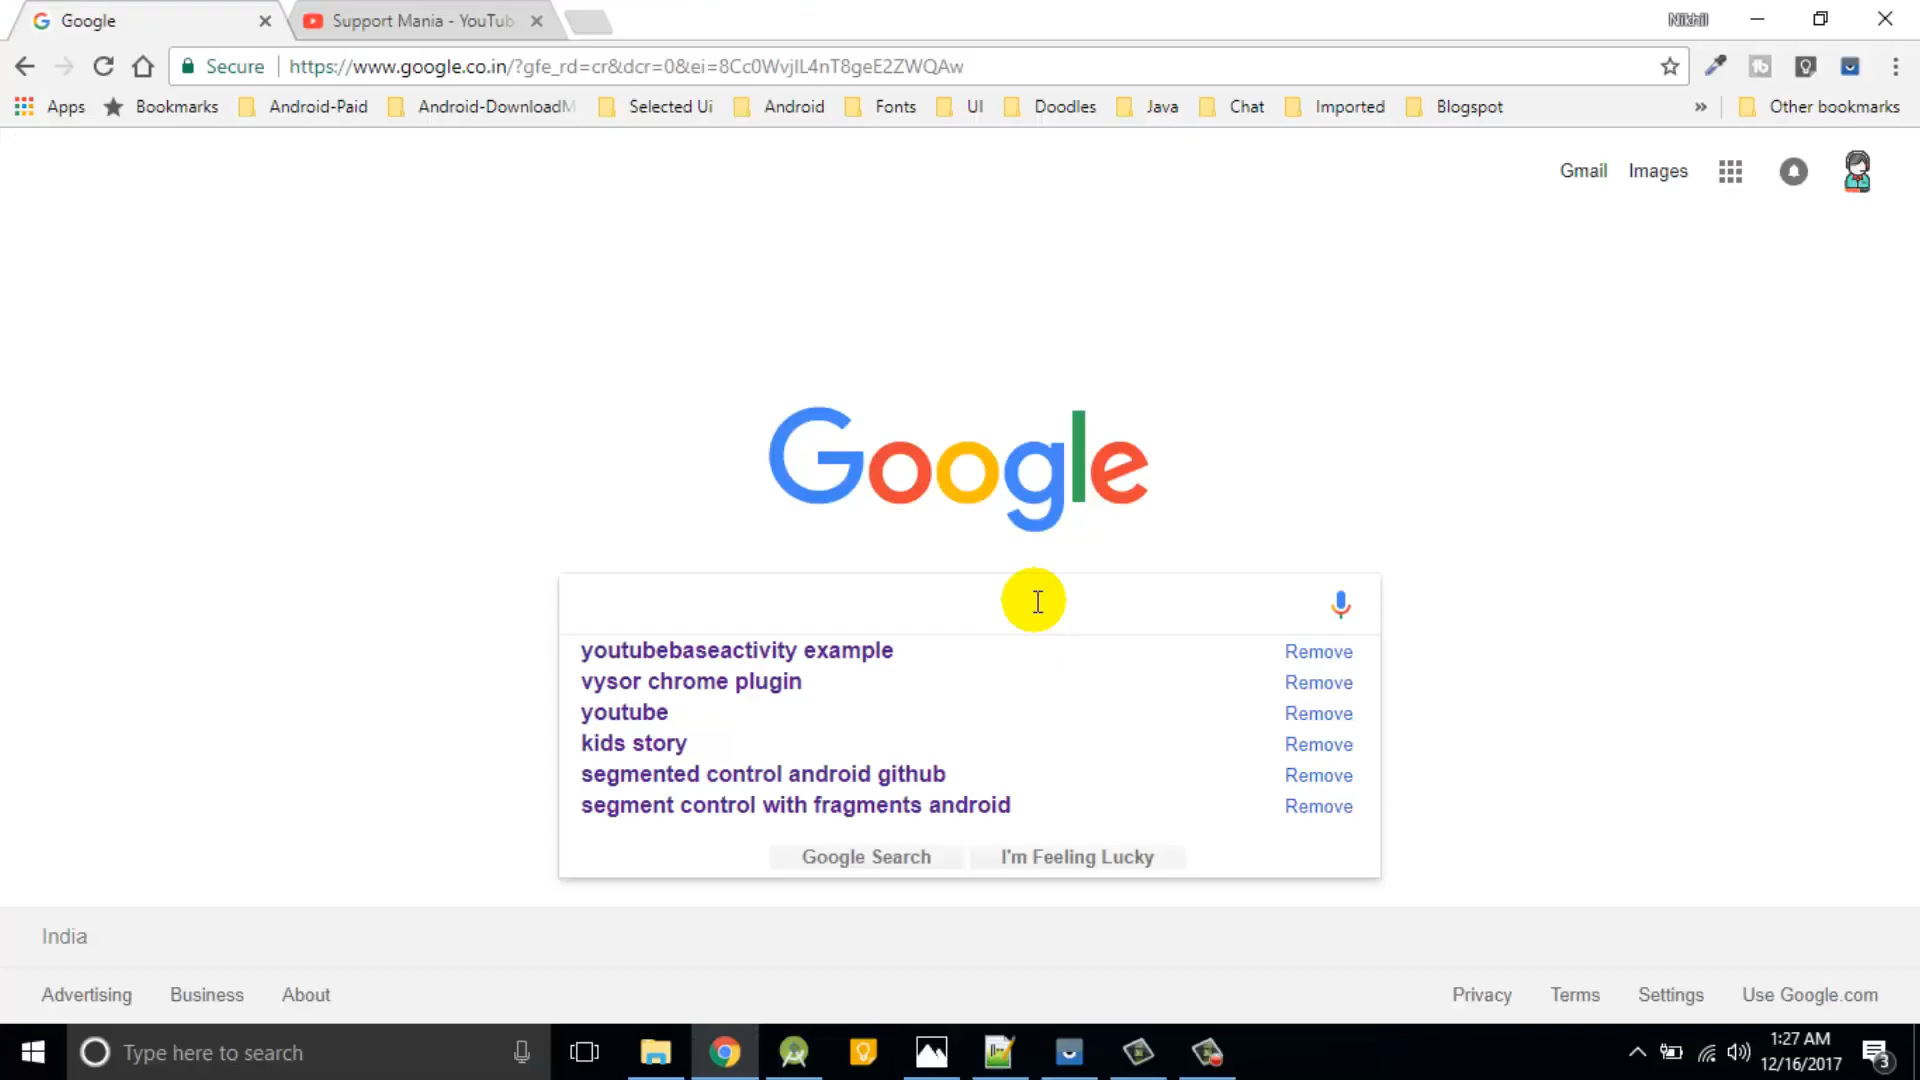 Google
Support Mania - YouTub
Nikhil
Secure
https://www.google.co.in/?gfe_rd=cr&dcr=0&ei=8Cc0WvjIL4nT8geE2ZWQAw
Apps
Bookmarks
Android-Paid
Android-DownloadM
Selected Ui
Android
Fonts
UI
Doodles
Java
Chat
Imported
Blogspot
»
Other bookmarks
Gmail
Images
Google
youtubebaseactivity example
Remove
vysor chrome plugin
Remove
youtube
Remove
kids story
Remove
segmented control android github
Remove
segment control with fragments android
Remove
Google Search
I'm Feeling Lucky
India
Advertising
Business
About
Privacy
Terms
Settings
Use Google.com
Type here to search
1:27 AM
12/16/2017
3